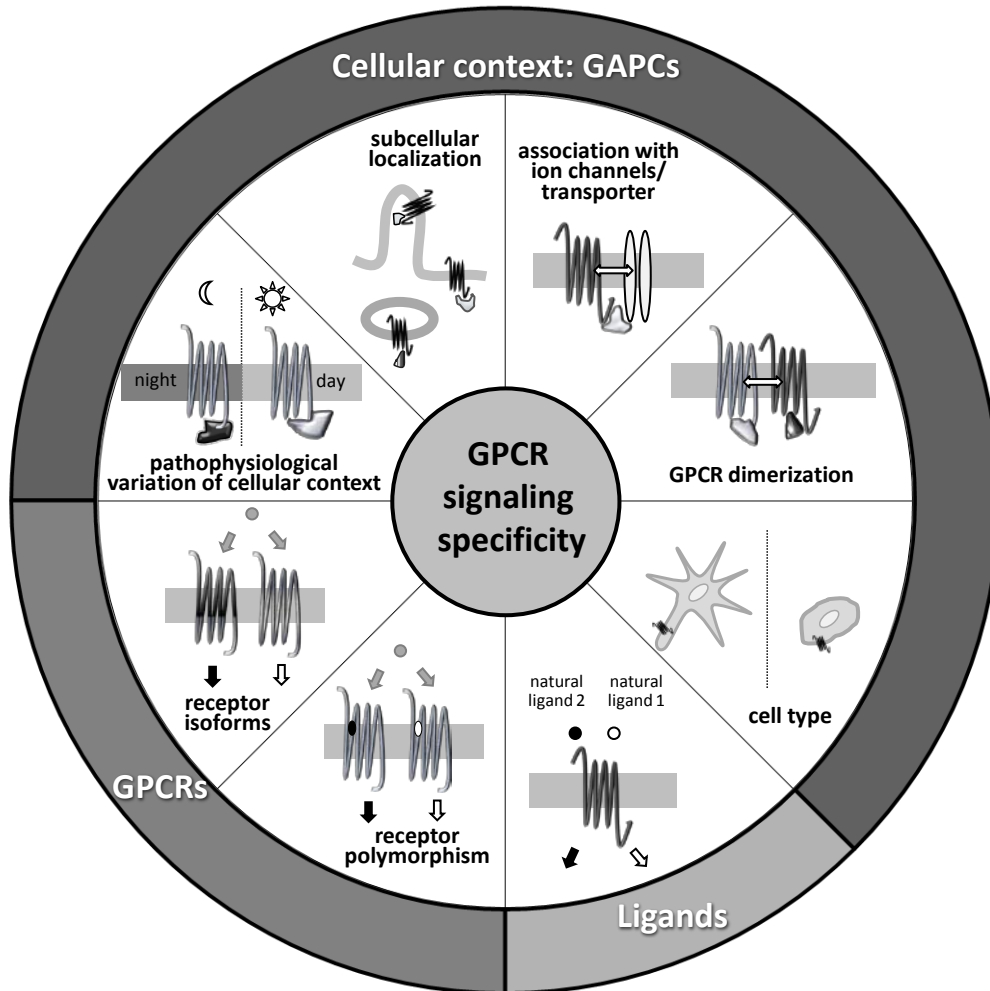 Cellular context: GAPCs
subcellular
localization
association with
ion channels/
transporter
night
day
pathophysiological
variation of cellular context
GPCR dimerization
GPCR
signaling
specificity
receptor
isoforms
receptor
polymorphism
natural
ligand 2
natural
ligand 1
cell type
GPCRs
Ligands